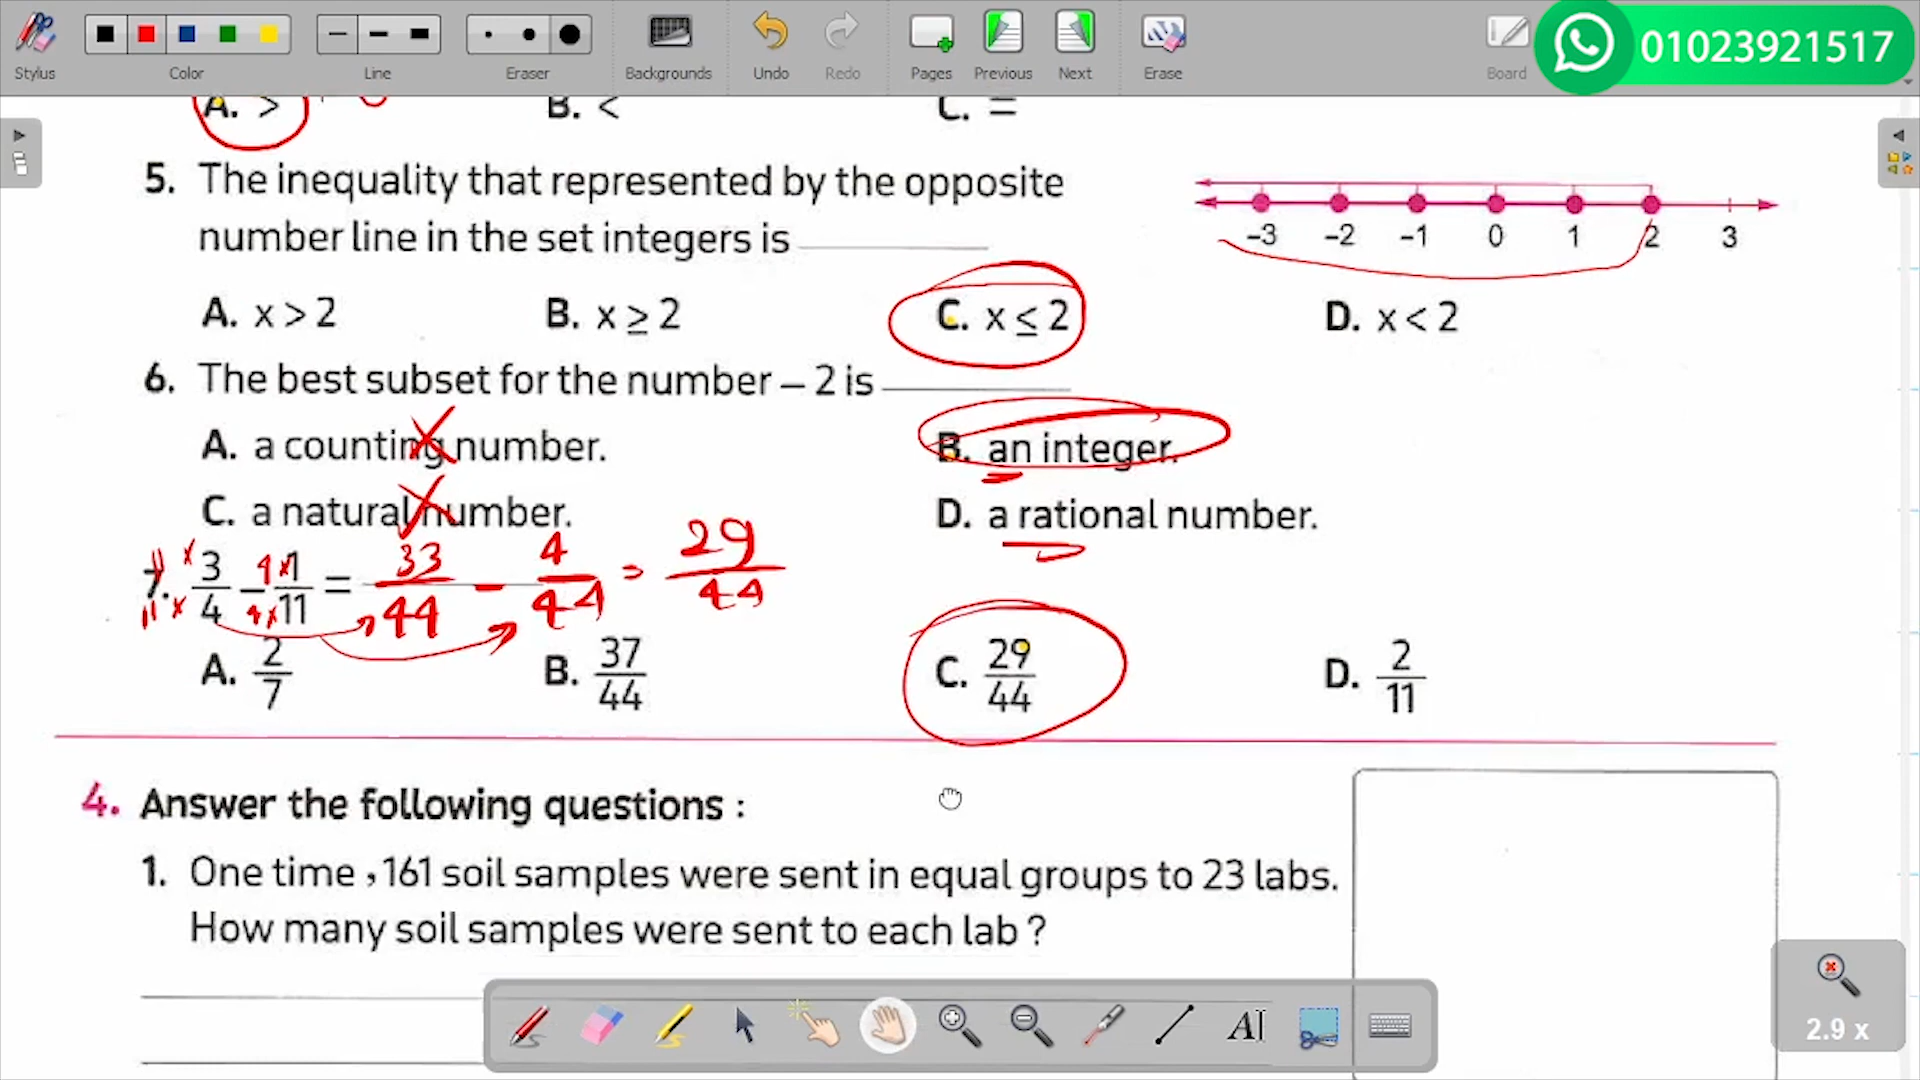 Stylus Color Line Eraser Backgrounds Undo Redo Pages Previous Next Erase Board
01023921517
A. > B. < C. =
5. The inequality that represented by the opposite
number line in the set integers is
-3 -2 -1 0 1 2 3
A. x > 2 B. x ≥ 2 C. x ≤ 2 D. x < 2
6. The best subset for the number – 2 is
A. a counting number. B. an integer.
C. a natural number. D. a rational number.
7. 3/4 – 1/11 = 33/44 - 4/44 = 29/44
11 × 11 × 4 × 4 ×
A. 2/7 B. 37/44 C. 29/44 D. 2/11
4. Answer the following questions :
1. One time , 161 soil samples were sent in equal groups to 23 labs.
How many soil samples were sent to each lab ?
2.9 x